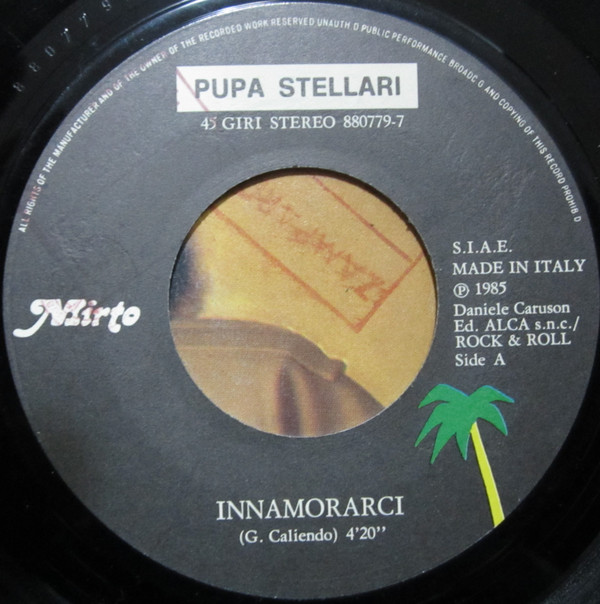 ALL RIGHTS OF THE MANUFACTURER AND OF THE OWNER OF THE RECORDED WORK RESERVED UNAUTH D PUBLIC PERFORMANCE BROADC G AND COPYING OF THIS RECORD PROHIB D
880779
PUPA STELLARI
45 GIRI STEREO 880779-7
S.I.A.E.
MADE IN ITALY
℗ 1985
Daniele Caruson
Ed. ALCA s.n.c./
ROCK & ROLL
Side A
Mirto
INNAMORARCI
(G. Caliendo) 4'20''